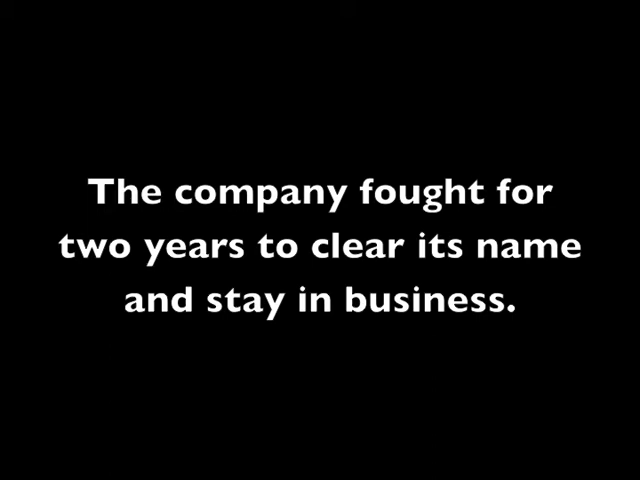 The company fought for
two years to clear its name
and stay in business.